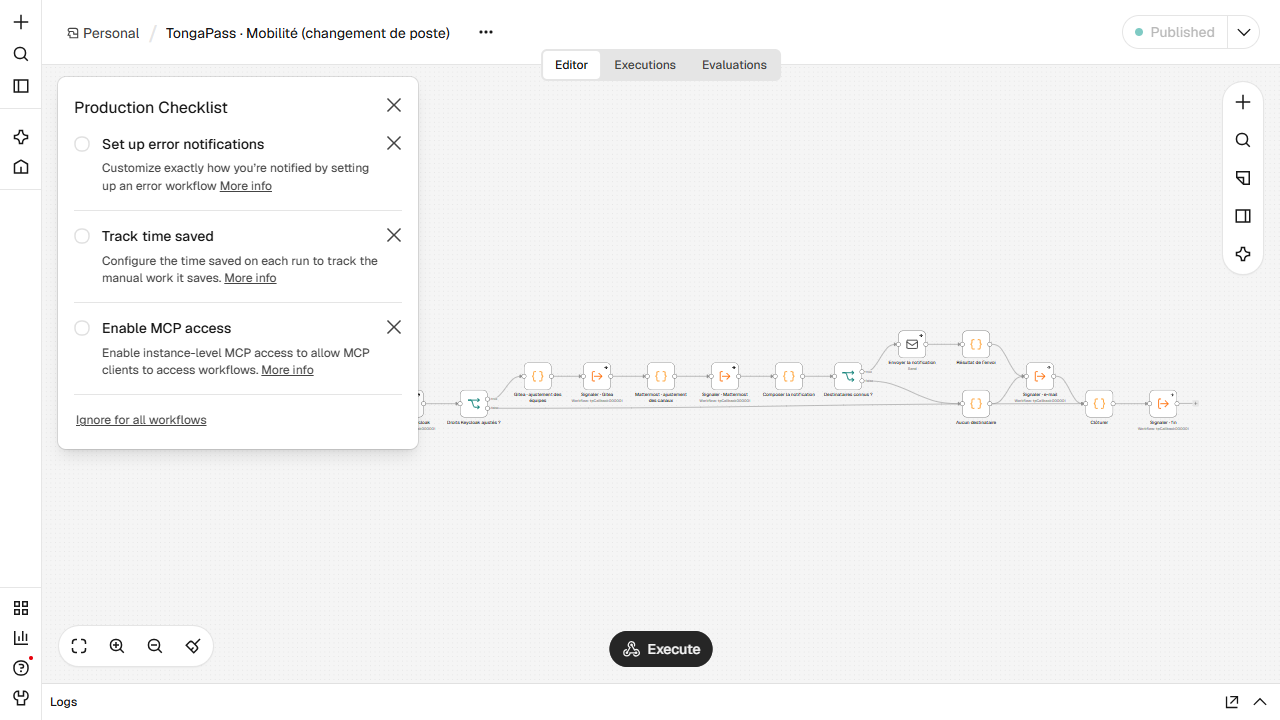 Personal / TongaPass · Mobilité (changement de poste) •••
Published
Editor
Executions
Evaluations
Production Checklist
Set up error notifications
Customize exactly how you're notified by setting
up an error workflow More info
Track time saved
Configure the time saved on each run to track the
manual work it saves. More info
Enable MCP access
Enable instance-level MCP access to allow MCP
clients to access workflows. More info
Ignore for all workflows
Envoyer la notification
Résultat de l'envoi
Gitea · ajustement des
équipes
Signaler · Gitea
Mattermost · ajustement
des canaux
Signaler · Mattermost
Composer la notification
Destinataires connus ?
Signaler · e-mail
Droits Keycloak ajustés ?
Aucun destinataire
Clôturer
Signaler · fin
Execute
Logs